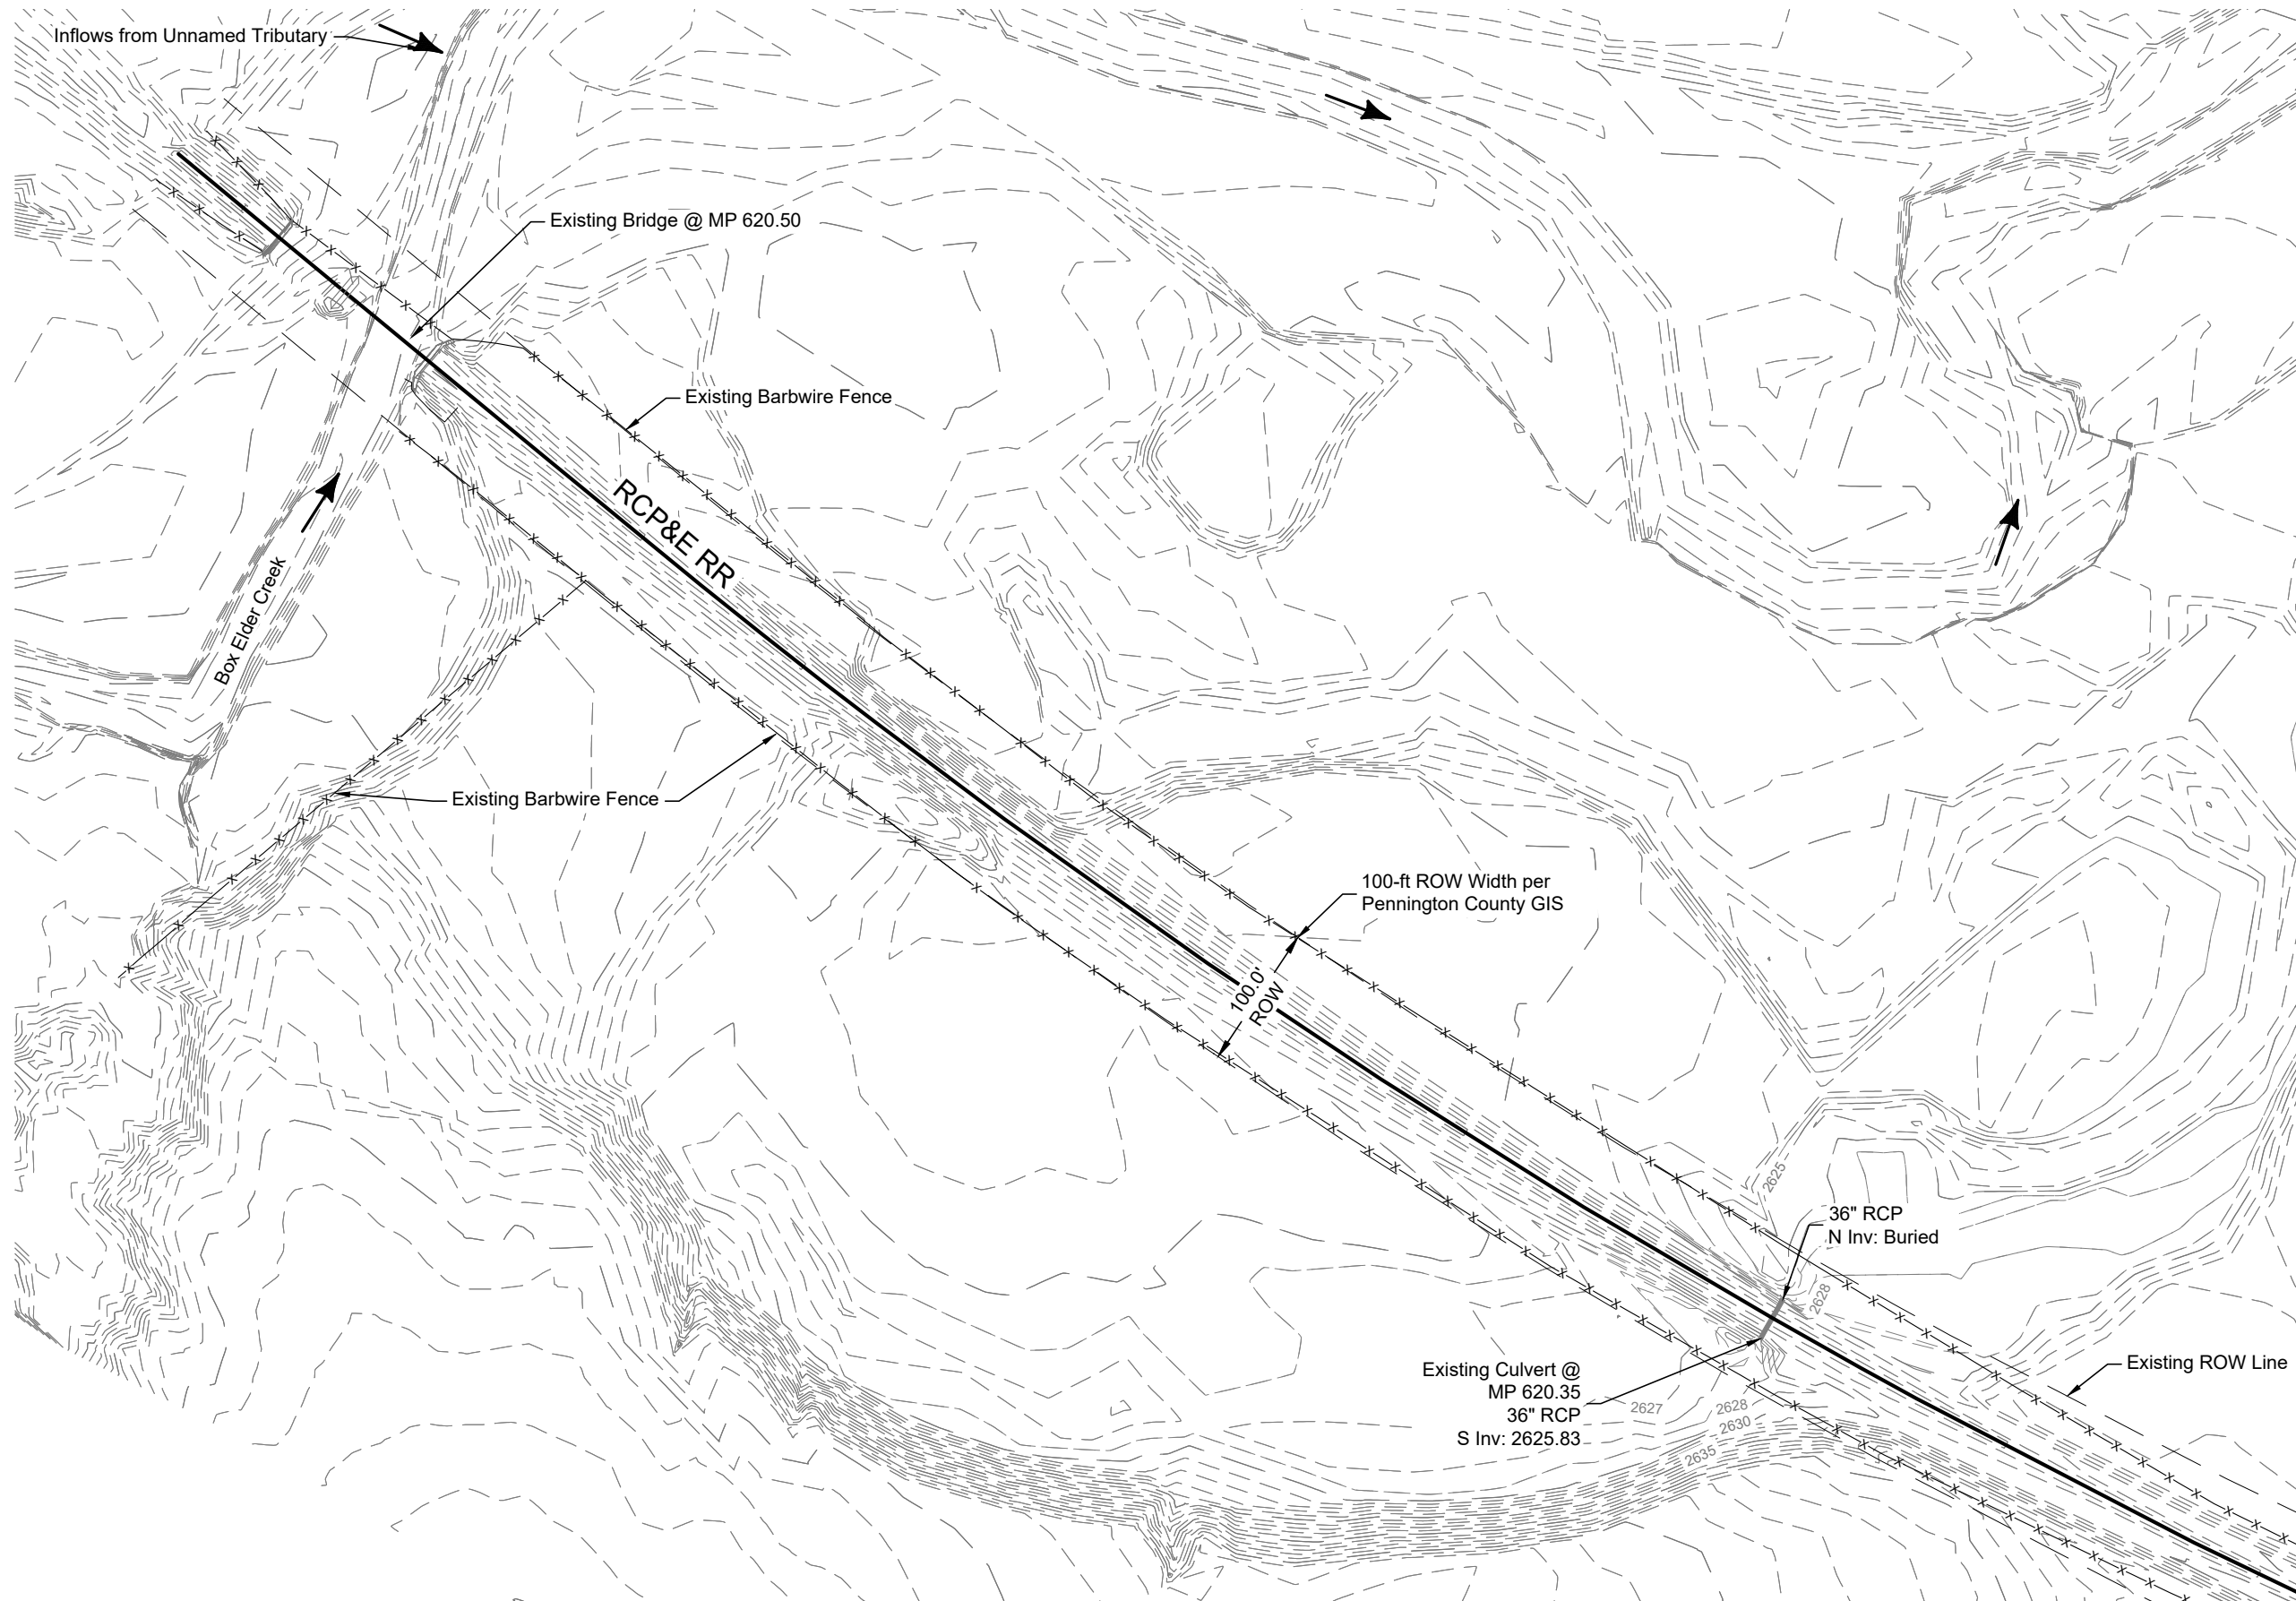 Inflows from Unnamed Tributary
Existing Bridge @ MP 620.50
Existing Barbwire Fence
RCP&E RR
Box Elder Creek
Existing Barbwire Fence
100-ft ROW Width per
Pennington County GIS
100.0'
ROW
2625
36" RCP
N Inv: Buried
2628
Existing ROW Line
Existing Culvert @
MP 620.35
36" RCP
S Inv: 2625.83
2627
2628
2630
2635